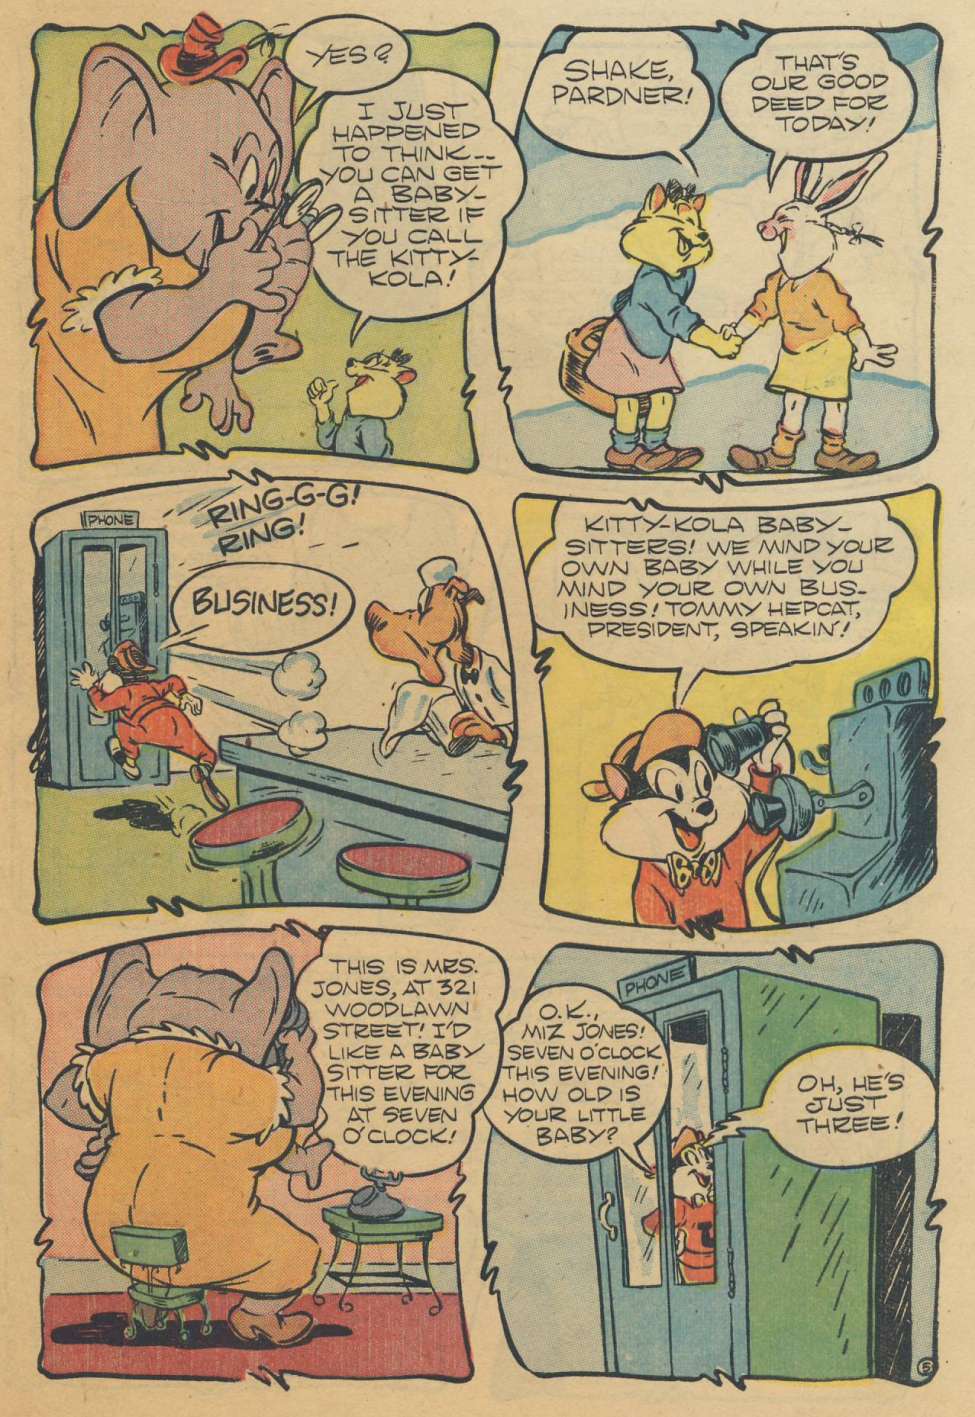 YES?
I JUST
HAPPENED
TO THINK...
YOU CAN GET
A BABY-
SITTER IF
YOU CALL
THE KITTY-
KOLA!
SHAKE,
PARDNER!
THAT'S
OUR GOOD
DEED FOR
TODAY!
PHONE
RING-G-G!
RING!
BUSINESS!
KITTY-KOLA BABY-
SITTERS! WE MIND YOUR
OWN BABY WHILE YOU
MIND YOUR OWN BUS-
INESS! TOMMY HEPCAT,
PRESIDENT, SPEAKIN'!
THIS IS MRS.
JONES, AT 321
WOODLAWN
STREET! I'D
LIKE A BABY
SITTER FOR
THIS EVENING
AT SEVEN
O'CLOCK!
PHONE
O.K.,
MIZ JONES!
SEVEN O'CLOCK
THIS EVENING!
HOW OLD IS
YOUR LITTLE
BABY?
OH, HE'S
JUST
THREE!
5